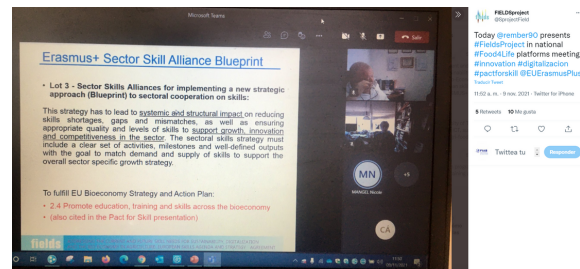 Microsoft Teams
Salir
Erasmus+ Sector Skill Alliance Blueprint
• Lot 3 - Sector Skills Alliances for implementing a new strategic
approach (Blueprint) to sectoral cooperation on skills:
This strategy has to lead to systemic and structural impact on reducing
skills shortages, gaps and mismatches, as well as ensuring
appropriate quality and levels of skills to support growth, innovation
and competitiveness in the sector. The sectoral skills strategy must
include a clear set of activities, milestones and well-defined outputs
with the goal to match demand and supply of skills to support the
overall sector specific growth strategy.
To fulfill EU Bioeconomy Strategy and Action Plan:
• 2.4 Promote education, training and skills across the bioeconomy
• (also cited in the Pact for Skill presentation)
fields
MN
MANGEL Nicole
+5
CÁ
11:52
FIELDSproject
@SprojectField
Today @rember90 presents
#FieldsProject in national
#Food4Life platforms meeting
#innovation #digitalizacion
#pactforskill @EUErasmusPlus
11:52 a. m. · 9 nov. 2021 · Twitter for iPhone
5 Retweets 10 Me gusta
Twittea tu
Responder